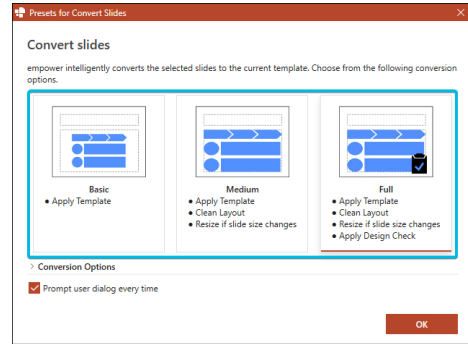 Presets for Convert Slides
Convert slides
empower intelligently converts the selected slides to the current template. Choose from the following conversion
options.
Basic
• Apply Template
Medium
• Apply Template
• Clean Layout
• Resize if slide size changes
Full
• Apply Template
• Clean Layout
• Resize if slide size changes
• Apply Design Check
> Conversion Options
Prompt user dialog every time
OK